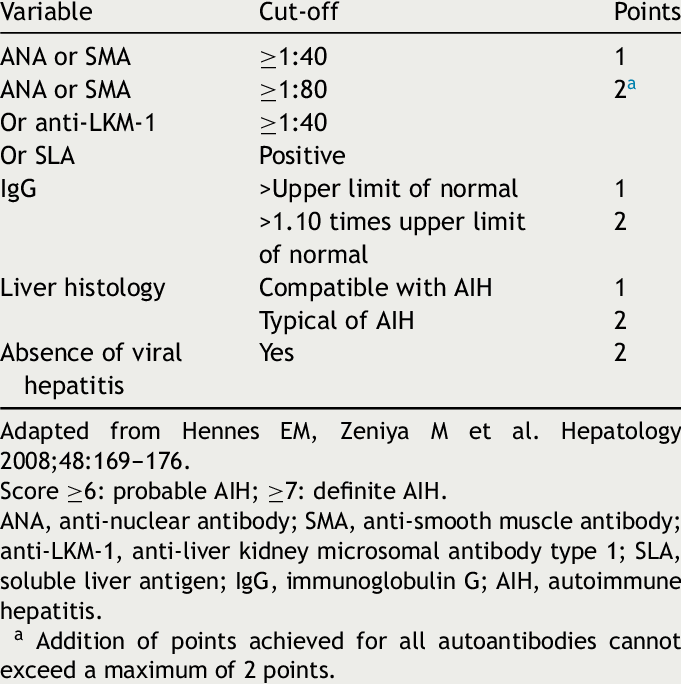 Variable Cut-off Points
ANA or SMA ≥1:40 1
ANA or SMA ≥1:80 2a
Or anti-LKM-1 ≥1:40
Or SLA Positive
IgG >Upper limit of normal 1
>1.10 times upper limit 2
of normal
Liver histology Compatible with AIH 1
Typical of AIH 2
Absence of viral Yes 2
hepatitis
Adapted from Hennes EM, Zeniya M et al. Hepatology
2008;48:169−176.
Score ≥6: probable AIH; ≥7: definite AIH.
ANA, anti-nuclear antibody; SMA, anti-smooth muscle antibody;
anti-LKM-1, anti-liver kidney microsomal antibody type 1; SLA,
soluble liver antigen; IgG, immunoglobulin G; AIH, autoimmune
hepatitis.
a Addition of points achieved for all autoantibodies cannot
exceed a maximum of 2 points.